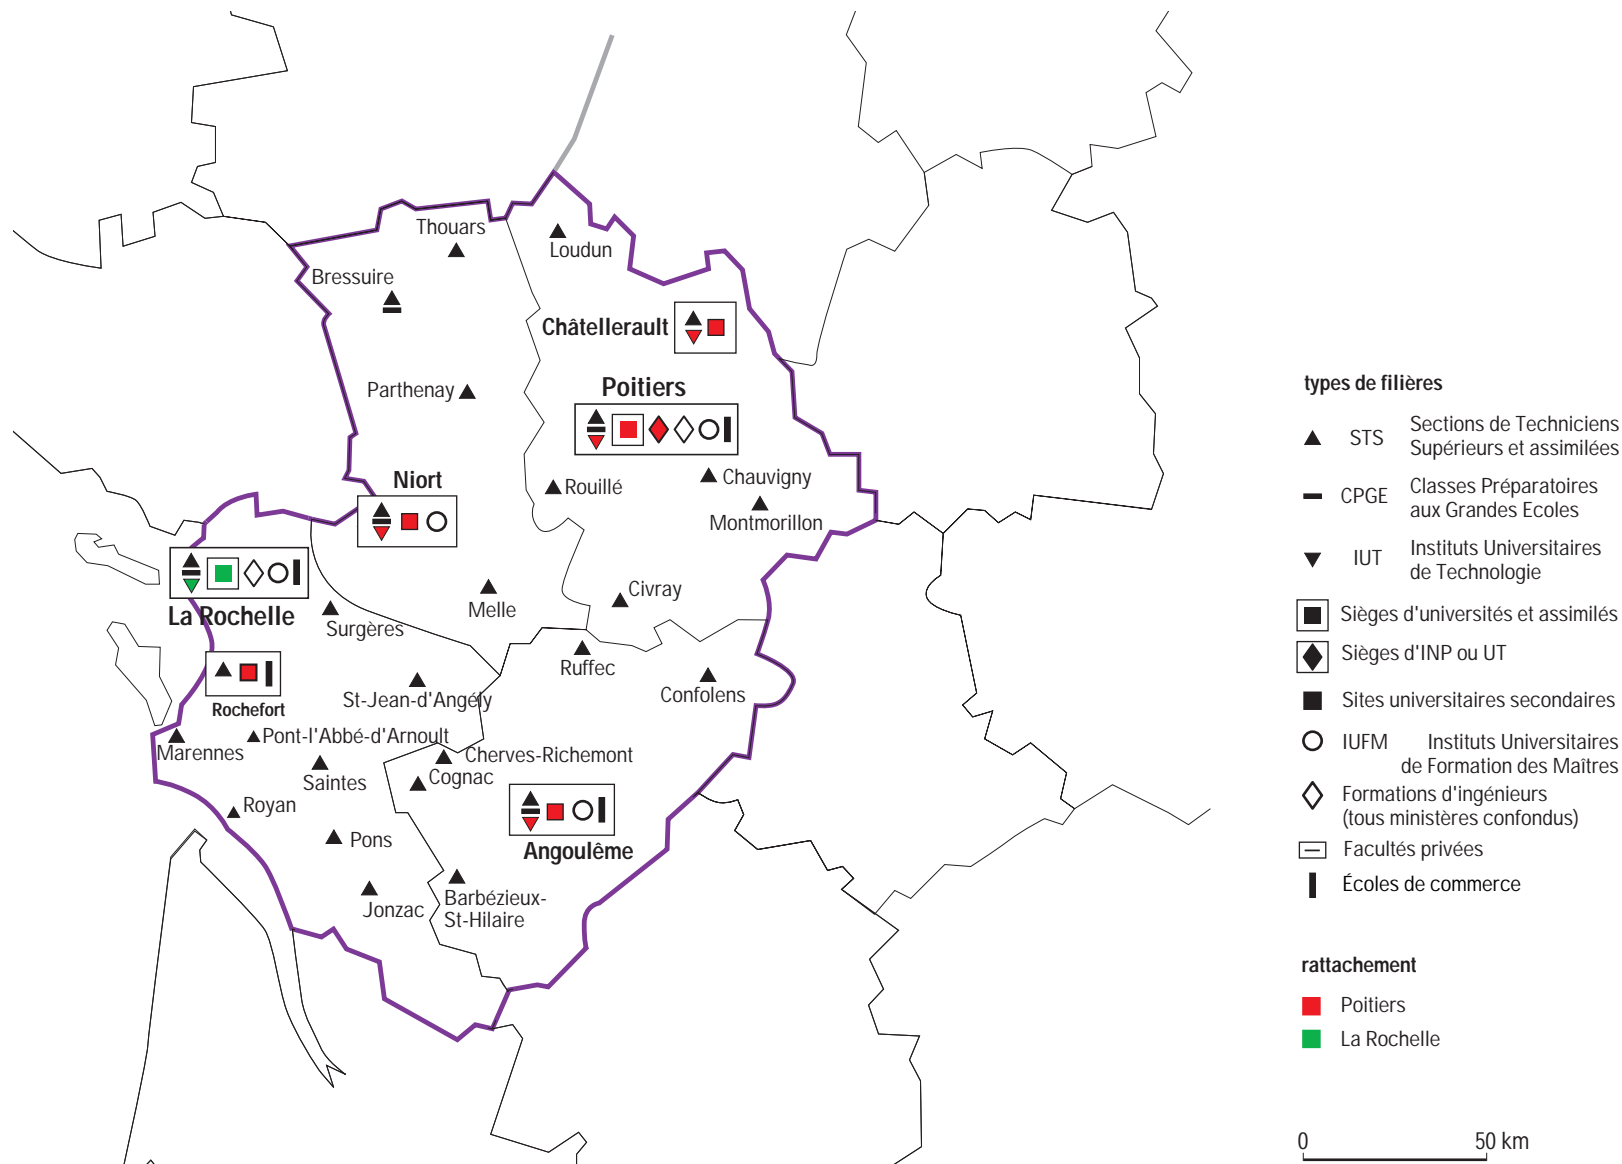 Thouars
Loudun
Bressuire
Châtellerault
Parthenay
Poitiers
Niort
Rouillé
Chauvigny
Montmorillon
La Rochelle
Surgères
Melle
Civray
Rochefort
St-Jean-d'Angély
Ruffec
Confolens
Marennes
Pont-l'Abbé-d'Arnoult
Saintes
Cherves-Richemont
Cognac
Royan
Pons
Angoulême
Jonzac
Barbézieux-
St-Hilaire
types de filières
STS Sections de Techniciens
Supérieurs et assimilées
CPGE Classes Préparatoires
aux Grandes Ecoles
IUT Instituts Universitaires
de Technologie
Sièges d'universités et assimilés
Sièges d'INP ou UT
Sites universitaires secondaires
IUFM Instituts Universitaires
de Formation des Maîtres
Formations d'ingénieurs
(tous ministères confondus)
Facultés privées
Écoles de commerce
rattachement
Poitiers
La Rochelle
0 50 km